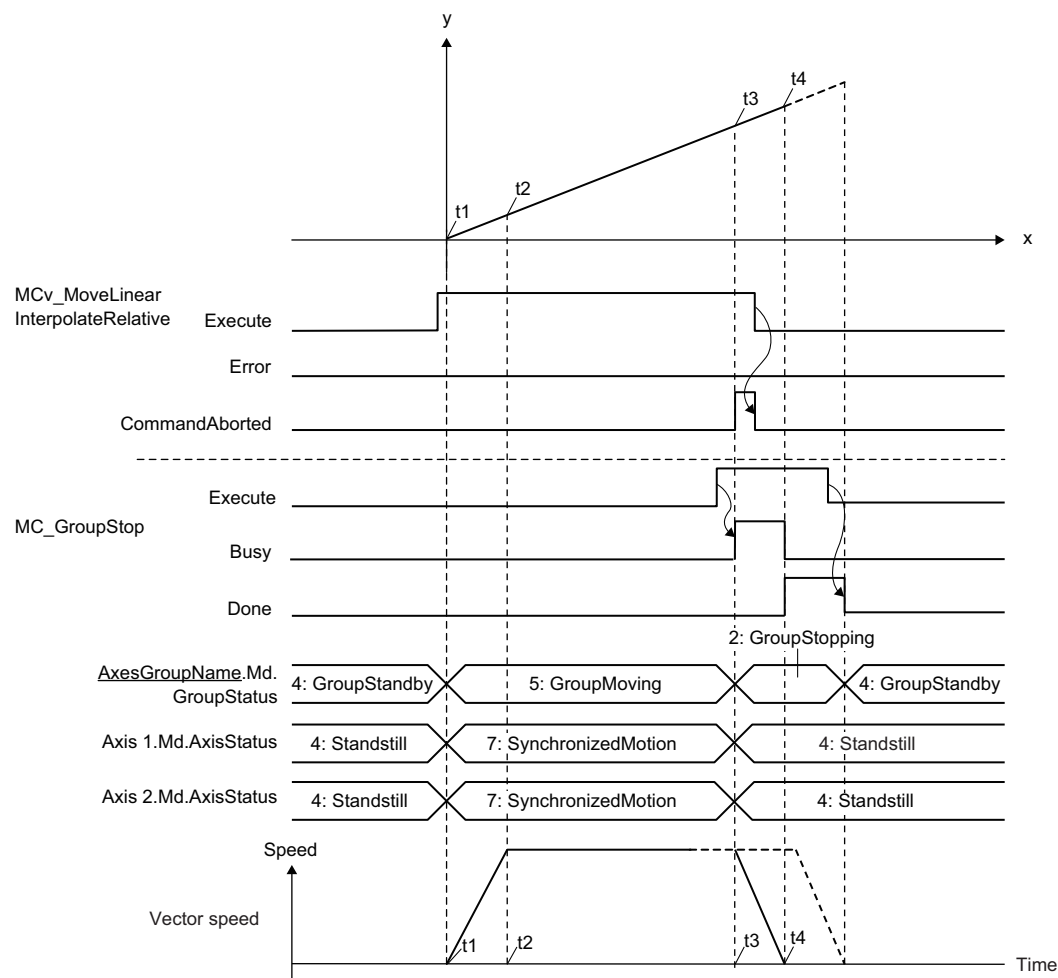 y
t3
t4
t2
t1
x
MCv_MoveLinear
InterpolateRelative
Execute
Error
CommandAborted
Execute
MC_GroupStop
Busy
Done
2: GroupStopping
AxesGroupName.Md.
GroupStatus
4: GroupStandby
5: GroupMoving
4: GroupStandby
Axis 1.Md.AxisStatus
4: Standstill
7: SynchronizedMotion
4: Standstill
Axis 2.Md.AxisStatus
4: Standstill
7: SynchronizedMotion
4: Standstill
Speed
Vector speed
t1
t2
t3
t4
Time